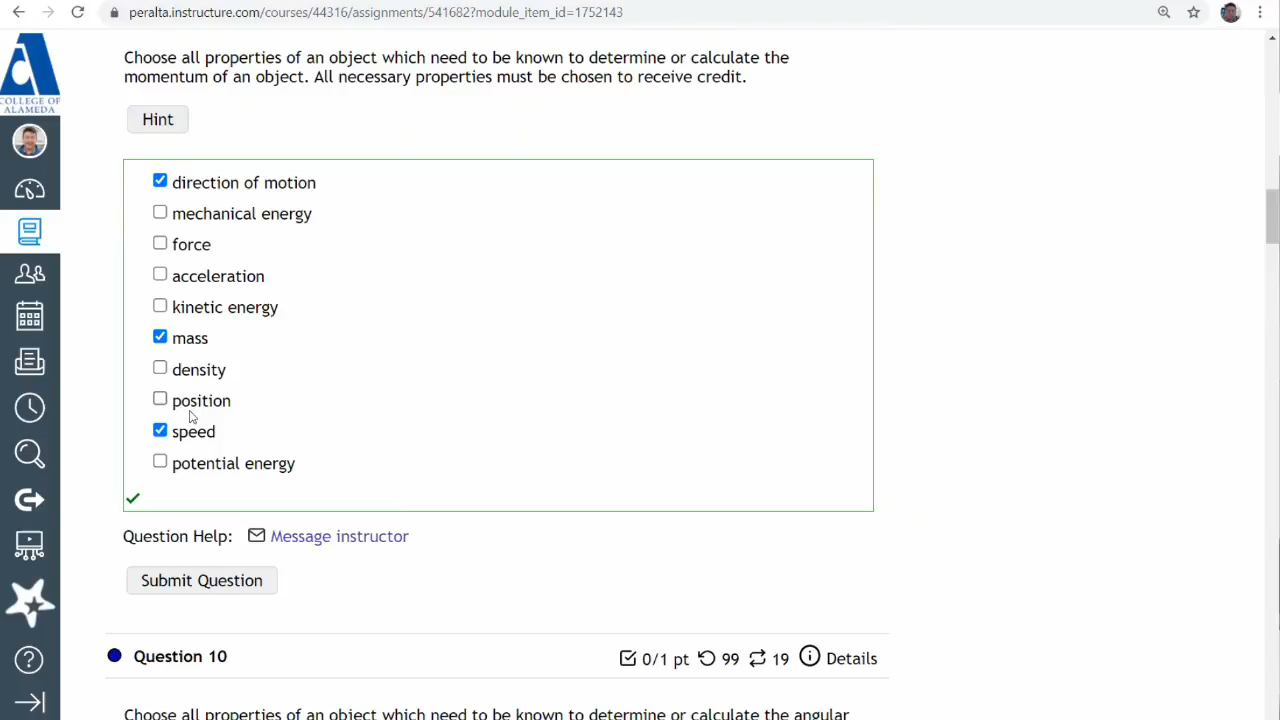 peralta.instructure.com/courses/44316/assignments/541682?module_item_id=1752143
COLLEGE OF
ALAMEDA
Choose all properties of an object which need to be known to determine or calculate the
momentum of an object. All necessary properties must be chosen to receive credit.
Hint
direction of motion
mechanical energy
force
acceleration
kinetic energy
mass
density
position
speed
potential energy
Question Help: Message instructor
Submit Question
Question 10 0/1 pt 99 19 Details
Choose all properties of an object which need to be known to determine or calculate the angular